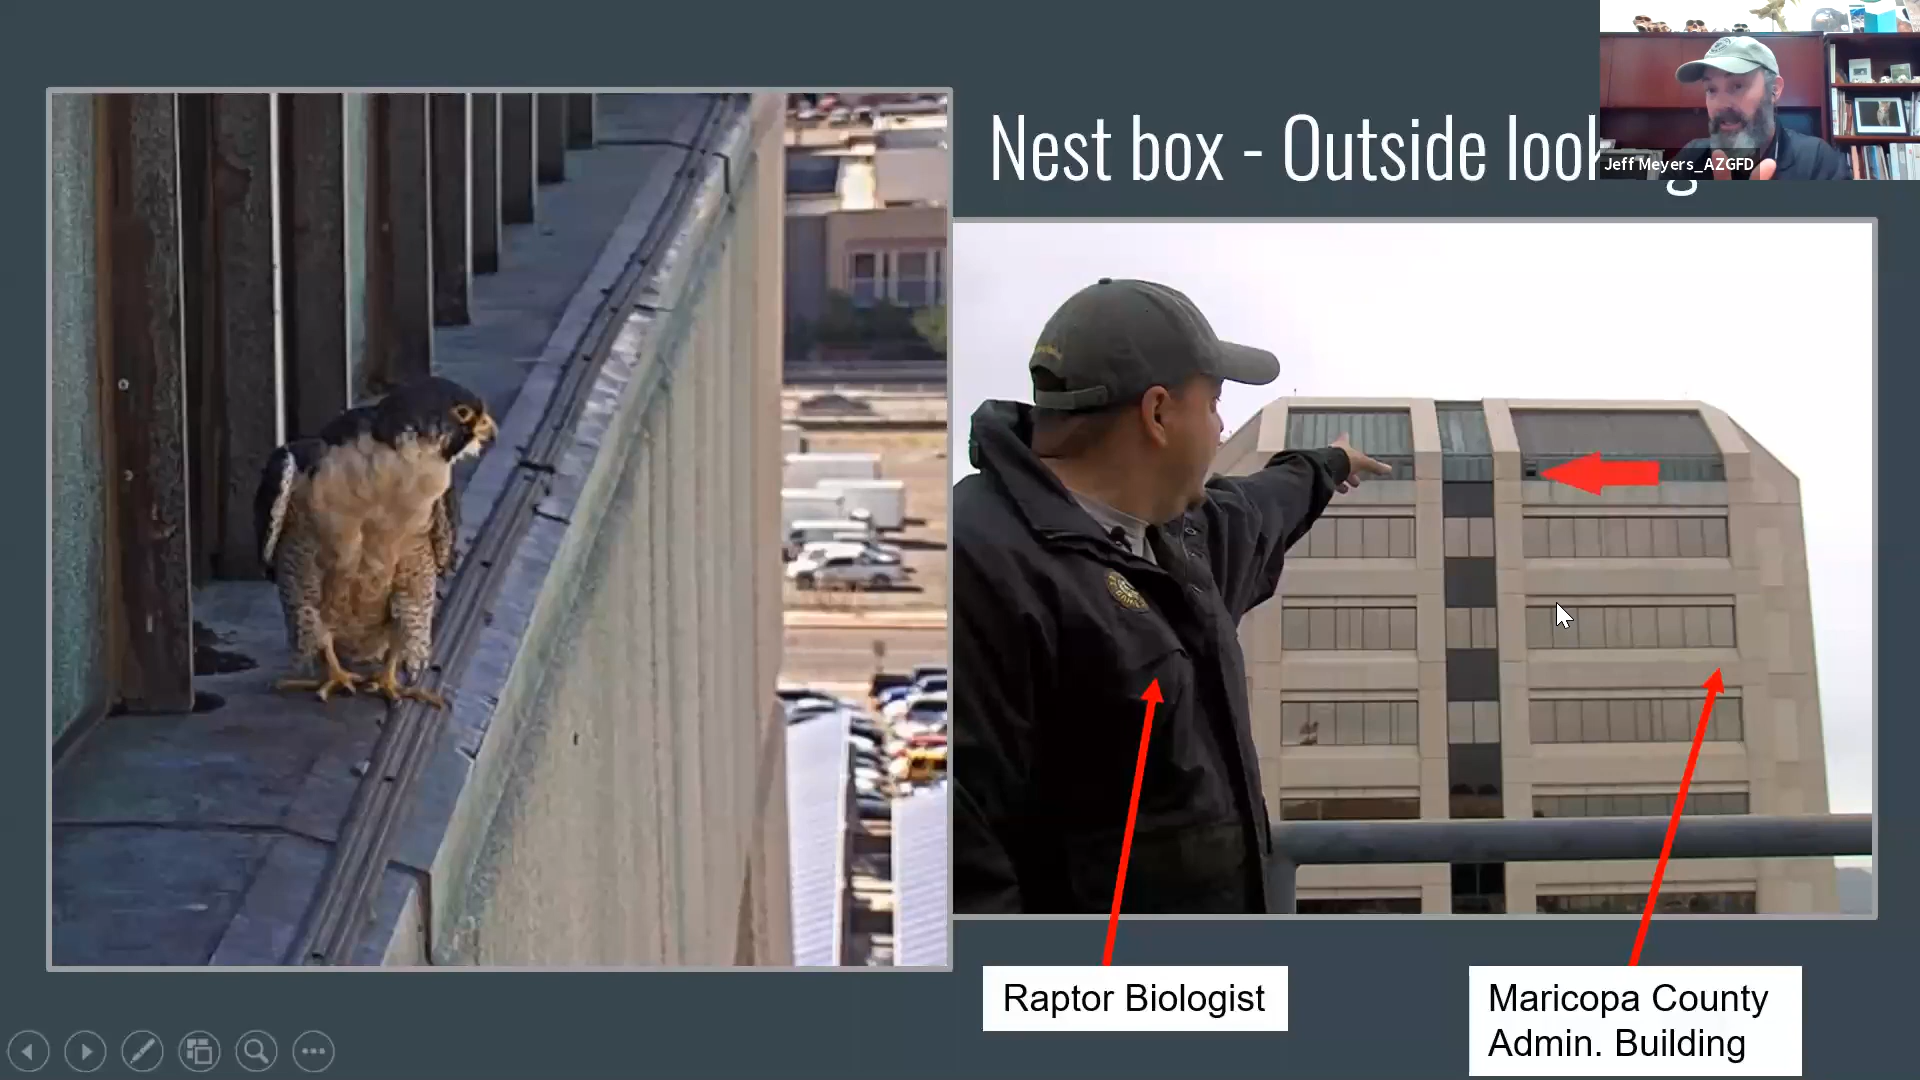 Nest box - Outside look
Jeff Meyers_AZGFD
Raptor Biologist
Maricopa County
Admin. Building